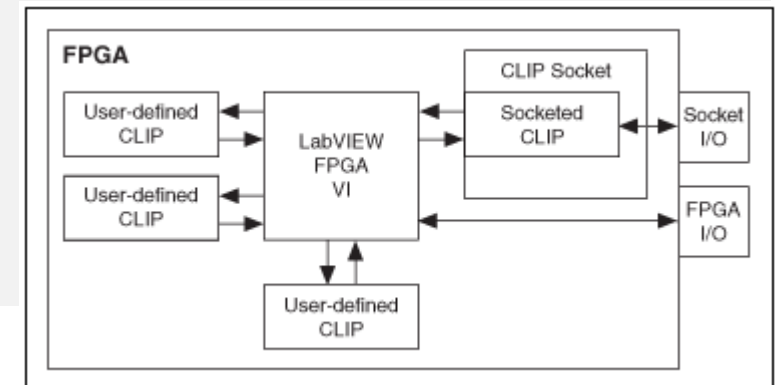 FPGA
CLIP Socket
User-defined
CLIP
LabVIEW
FPGA
VI
Socketed
CLIP
Socket
I/O
User-defined
CLIP
FPGA
I/O
User-defined
CLIP